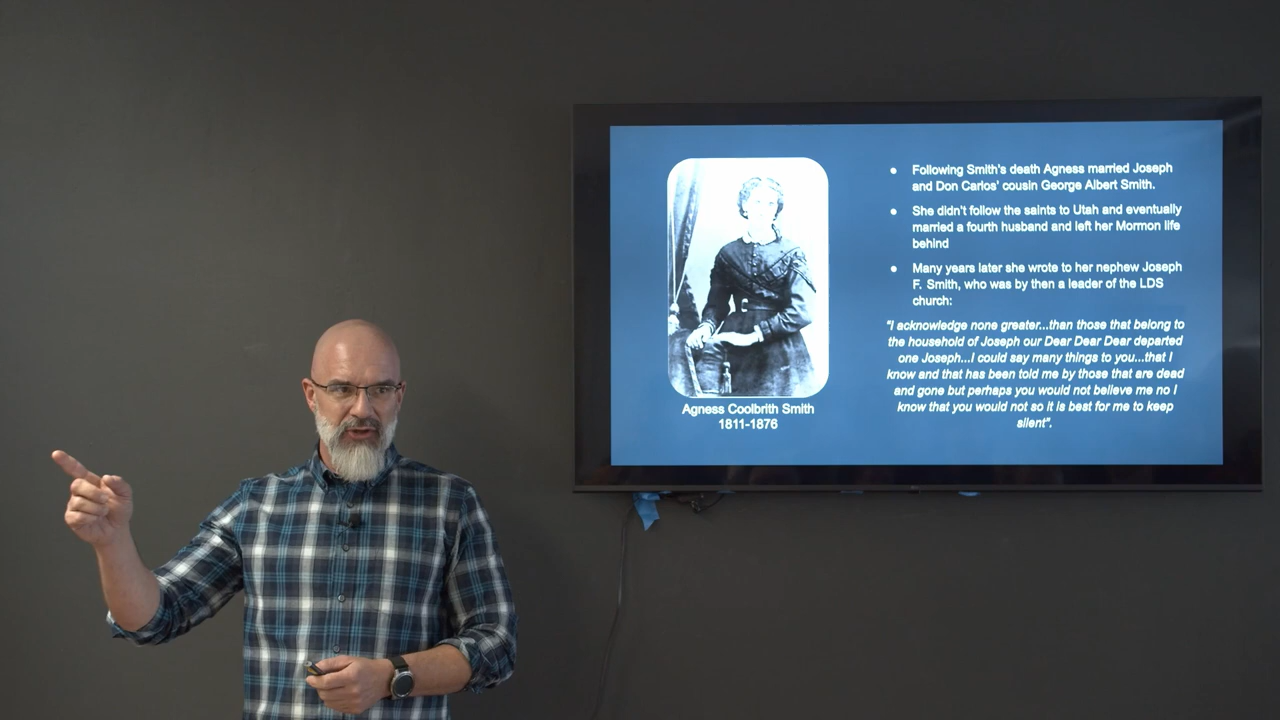 Agness Coolbrith Smith
1811-1876
● Following Smith's death Agness married Joseph
and Don Carlos' cousin George Albert Smith.
● She didn't follow the saints to Utah and eventually
married a fourth husband and left her Mormon life
behind
● Many years later she wrote to her nephew Joseph
F. Smith, who was by then a leader of the LDS
church:
"I acknowledge none greater...than those that belong to
the household of Joseph our Dear Dear Dear departed
one Joseph...I could say many things to you...that I
know and that has been told me by those that are dead
and gone but perhaps you would not believe me no I
know that you would not so it is best for me to keep
silent".